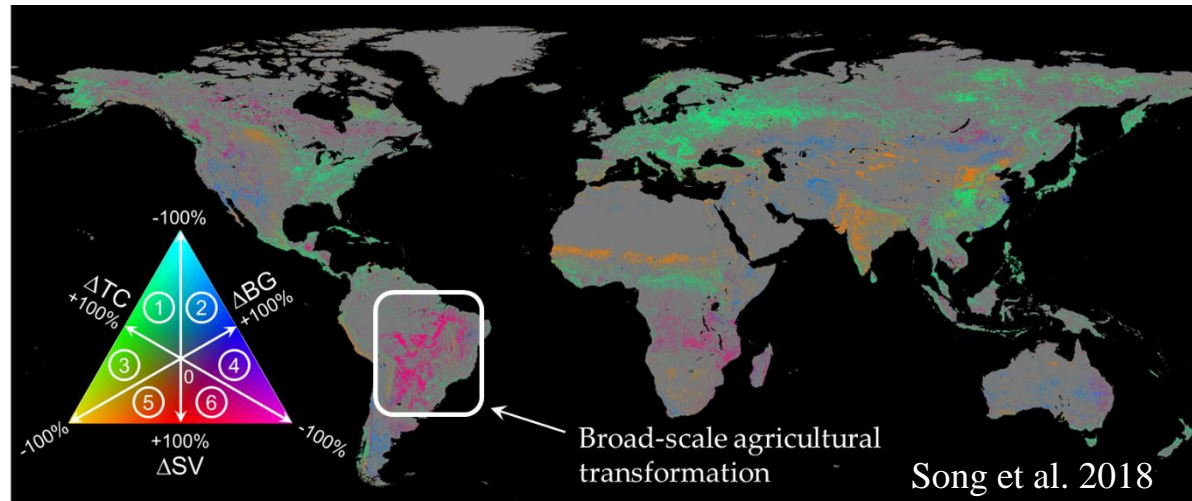 -100%
ΔTC
+100%
ΔBG
+100%
1
2
3
4
0
5
6
-100%
-100%
+100%
ΔSV
Broad-scale agricultural
transformation
Song et al. 2018